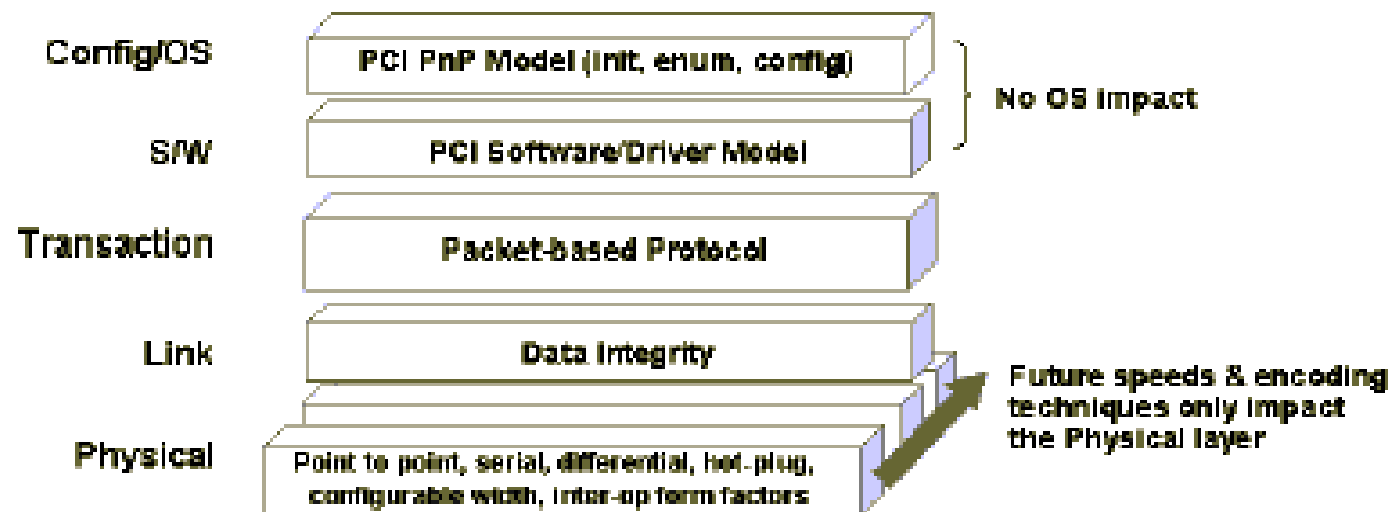 Config/OS
PCI PnP Model (init, enum, config)
No OS Impact
S/W
PCI Software/Driver Model
Transaction
Packet-based Protocol
Link
Data Integrity
Future speeds & encoding
techniques only impact
the Physical layer
Physical
Point to point, serial, differential, hot-plug,
configurable width, inter-op form factors